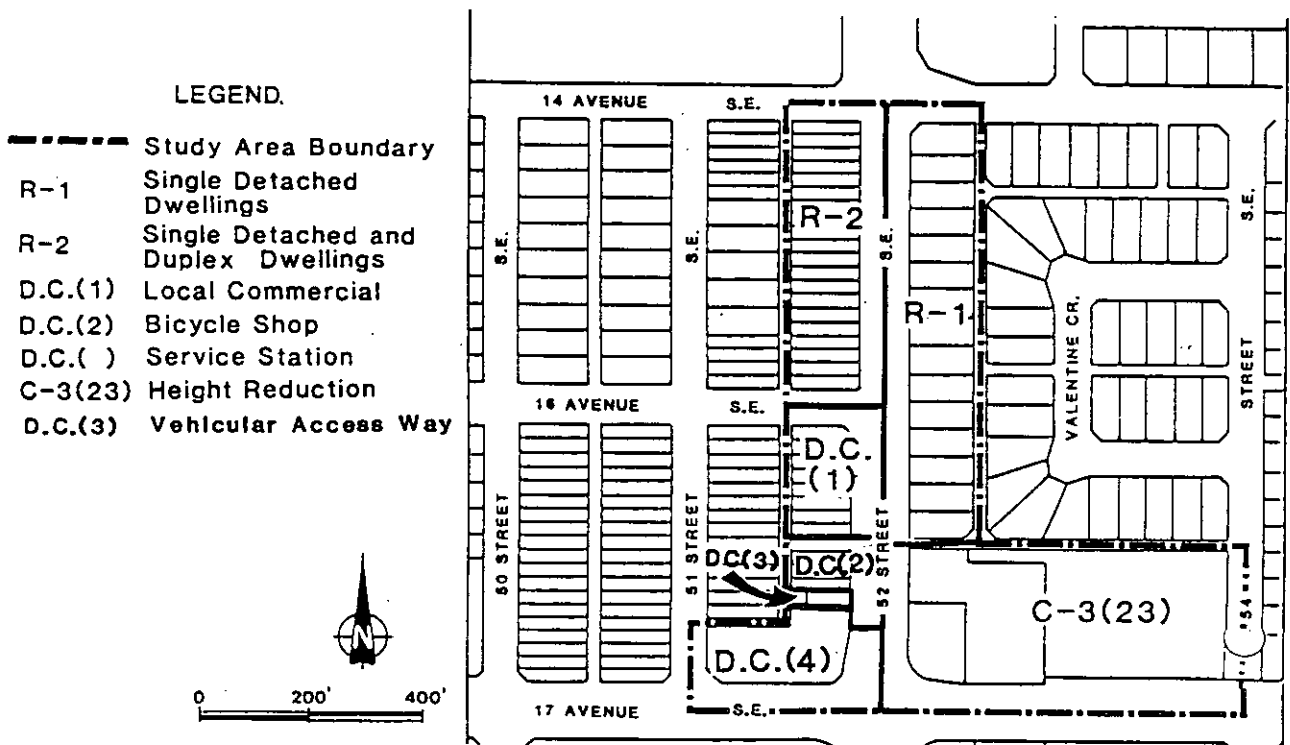 LEGEND.
Study Area Boundary
R-1 Single Detached
Dwellings
R-2 Single Detached and
Duplex Dwellings
D.C.(1) Local Commercial
D.C.(2) Bicycle Shop
D.C.( ) Service Station
C-3(23) Height Reduction
D.C.(3) Vehicular Access Way
N
0 200' 400'
14 AVENUE S.E.
S.E.
S.E.
R-2
S.E.
R-1
VALENTINE CR.
S.E.
STREET
16 AVENUE S.E.
50 STREET
51 STREET
D.C.
(1)
52 STREET
D.C(3)
D.C(2)
C-3(23)
54
D.C.(4)
17 AVENUE S.E.